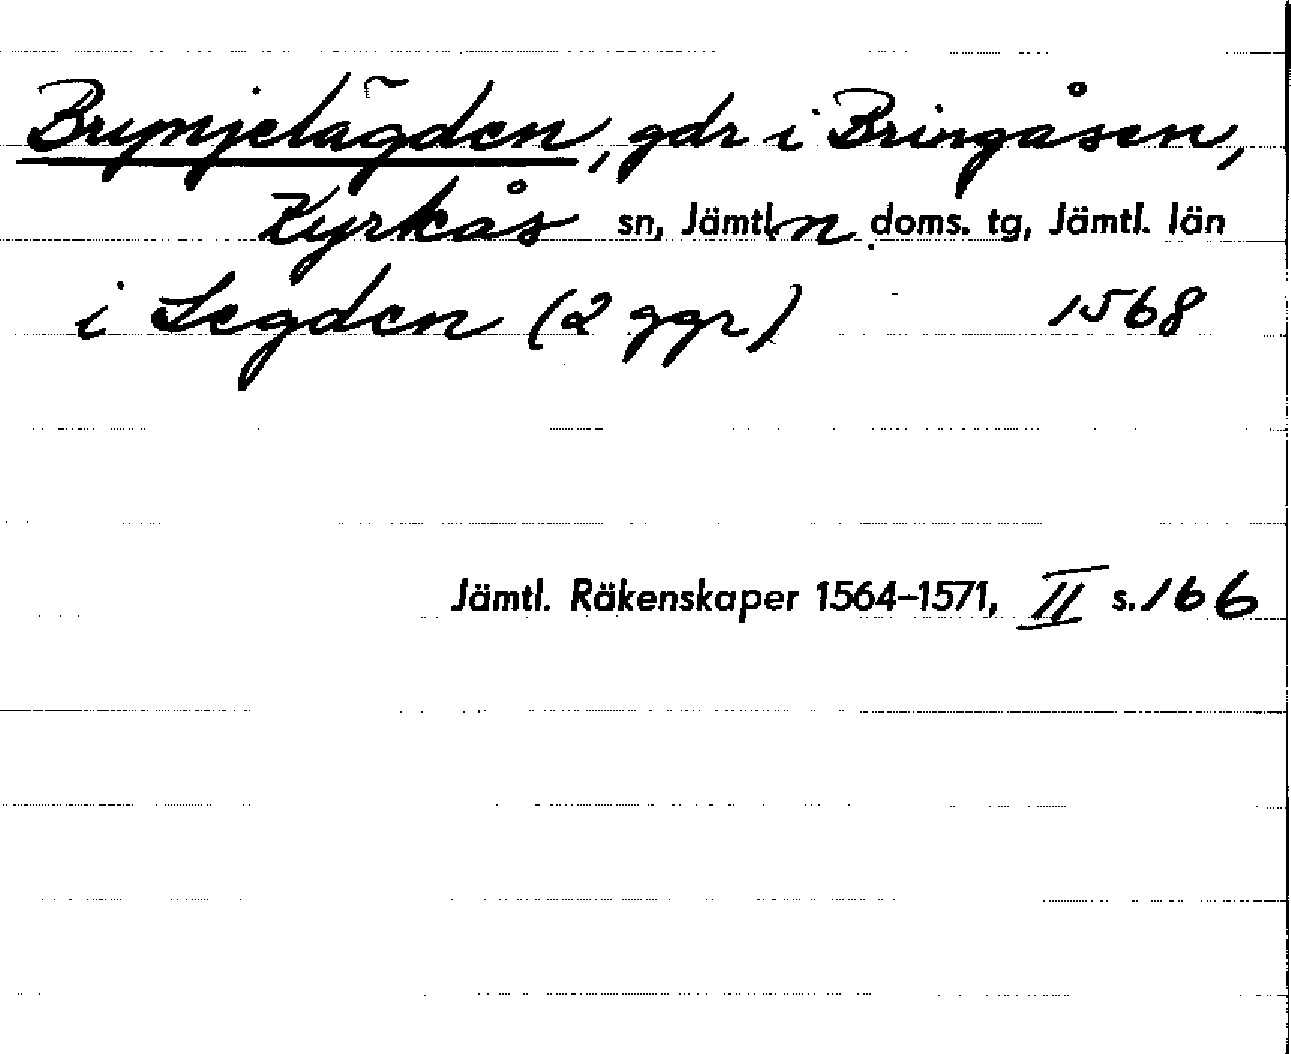 Brynjelägden, gdr i Bringåsen,
Kyrkås sn, Jämtl n doms. tg, Jämtl. län
i Legden (2 ggr) 1568
Jämtl. Räkenskaper 1564–1571, II s. 166